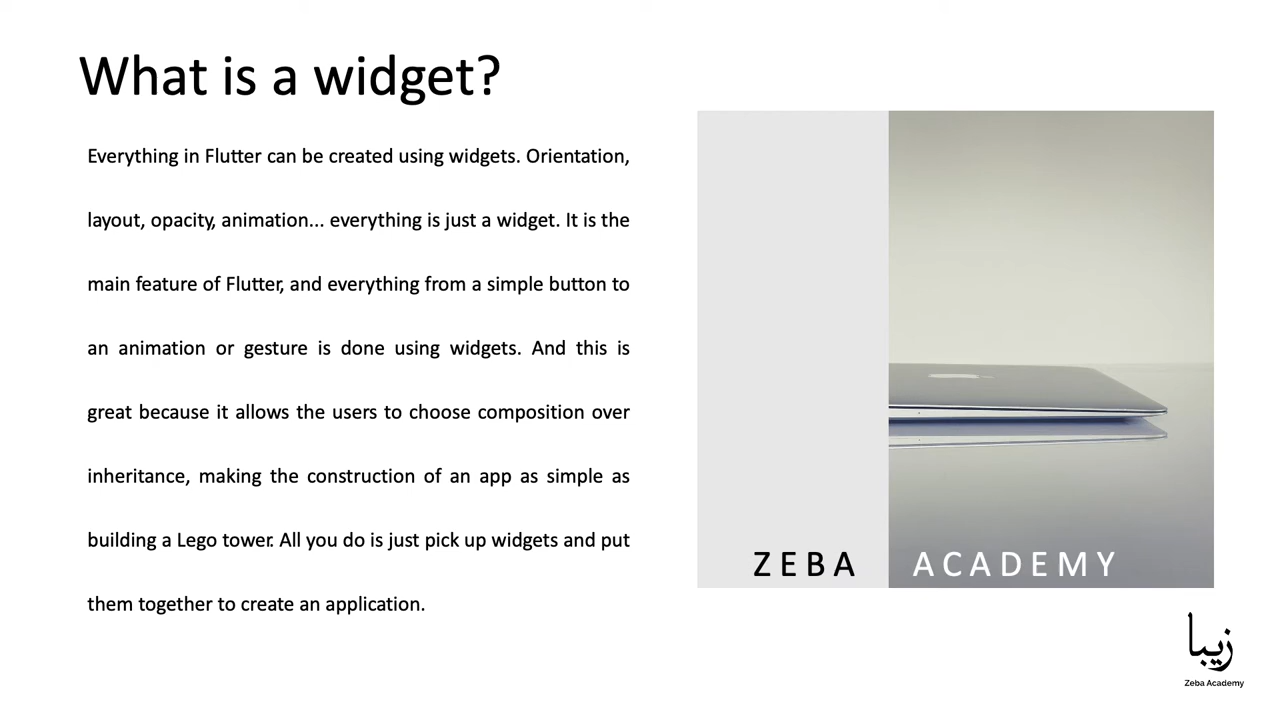 What is a widget?
Everything in Flutter can be created using widgets. Orientation,
layout, opacity, animation... everything is just a widget. It is the
main feature of Flutter, and everything from a simple button to
an animation or gesture is done using widgets. And this is
great because it allows the users to choose composition over
inheritance, making the construction of an app as simple as
building a Lego tower. All you do is just pick up widgets and put
them together to create an application.
ZEBA ACADEMY
زیبا
Zeba Academy